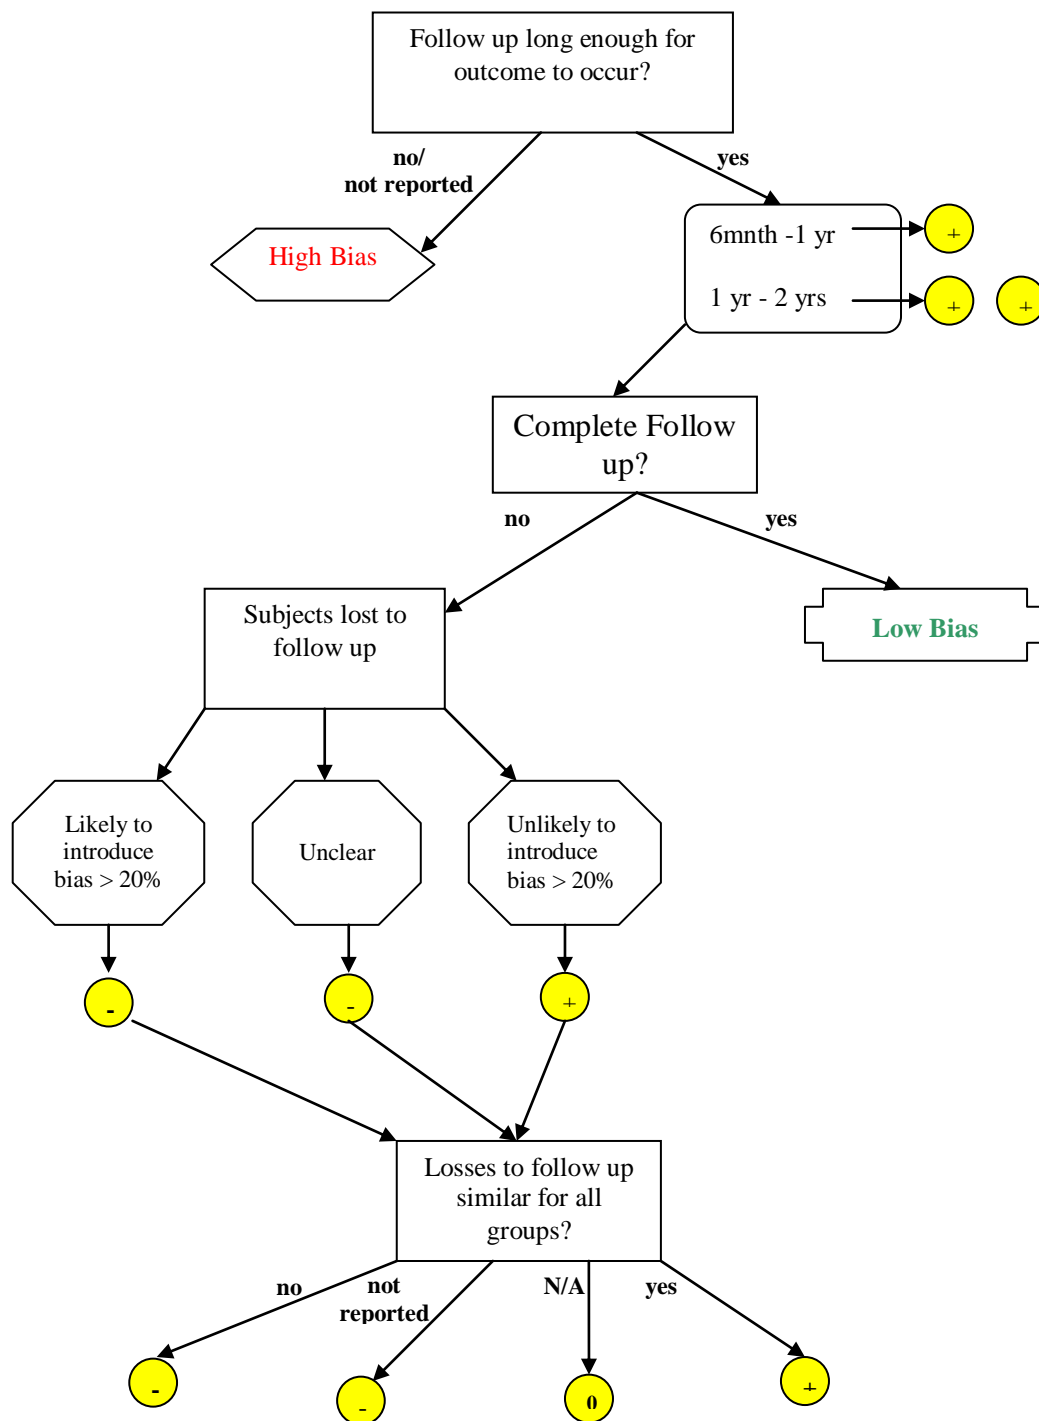 Follow up long enough for
outcome to occur?
no/
not reported
yes
High Bias
6mnth -1 yr
+
1 yr - 2 yrs
+ +
Complete Follow
up?
no
yes
Subjects lost to
follow up
Low Bias
Likely to
introduce
bias > 20%
Unclear
Unlikely to
introduce
bias > 20%
-
-
+
Losses to follow up
similar for all
groups?
no
not
reported
N/A
yes
-
-
0
+